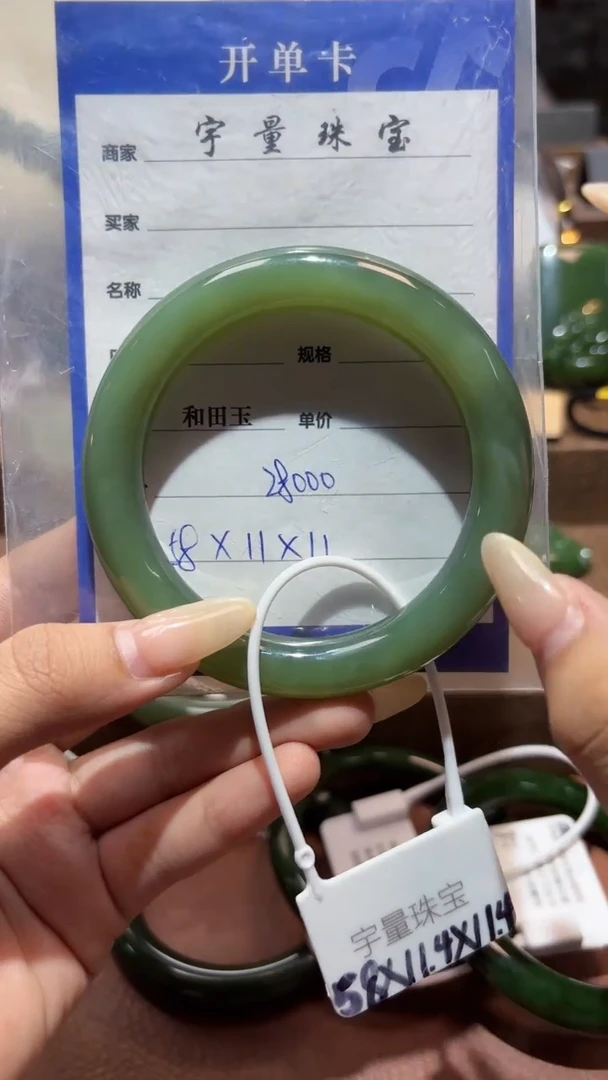 开单卡
商家 宇量珠宝
买家
名称
规格
和田玉 单价
28000
58X11X11
宇量珠宝
58X11.4X11.4